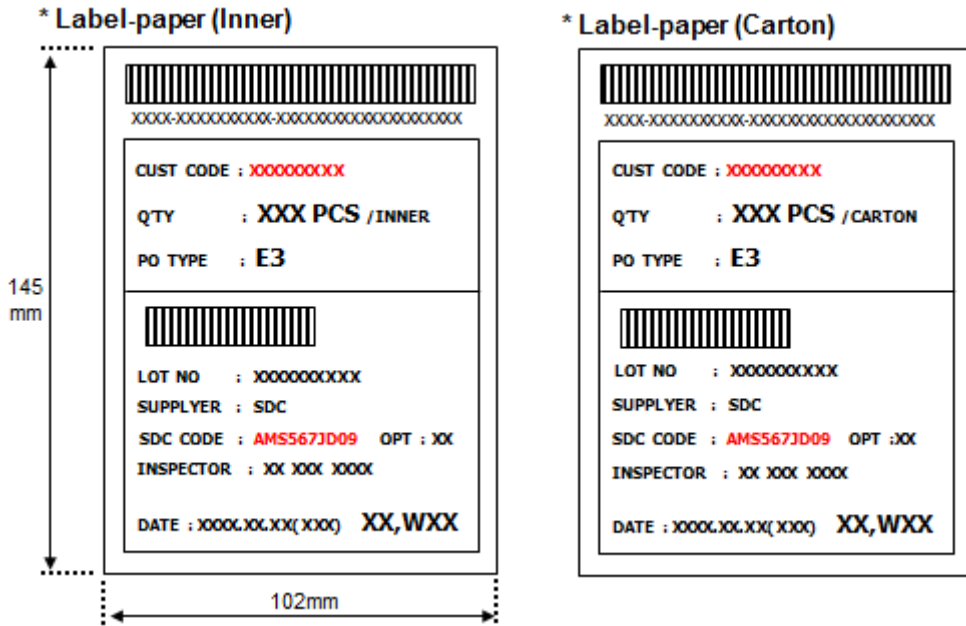 * Label-paper (Inner)
XXXX-XXXXXXXXXX-XXXXXXXXXXXXXXXXXXXX
CUST CODE : XXXXXXXXX
Q'TY : XXX PCS /INNER
PO TYPE : E3
LOT NO : XXXXXXXXXX
SUPPLYER : SDC
SDC CODE : AMS567JD09 OPT : XX
INSPECTOR : XX XXX XXXX
DATE : XXXX.XX.XX( XXX) XX,WXX
145
mm
102mm
* Label-paper (Carton)
XXXX-XXXXXXXXXX-XXXXXXXXXXXXXXXXXXXX
CUST CODE : XXXXXXXXX
Q'TY : XXX PCS /CARTON
PO TYPE : E3
LOT NO : XXXXXXXXXX
SUPPLYER : SDC
SDC CODE : AMS567JD09 OPT :XX
INSPECTOR : XX XXX XXXX
DATE : XXXX.XX.XX( XXX) XX,WXX